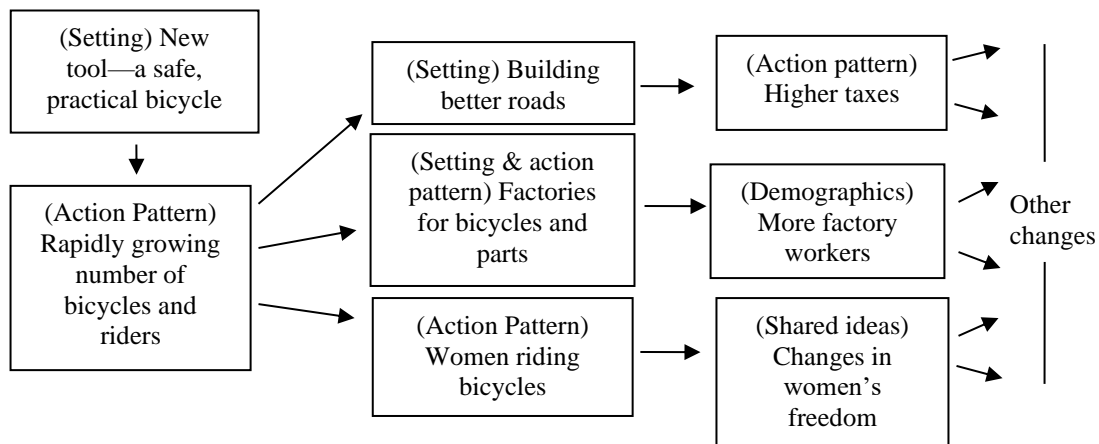 (Setting) New
tool—a safe,
practical bicycle
(Action Pattern)
Rapidly growing
number of
bicycles and
riders
(Setting) Building
better roads
(Setting & action
pattern) Factories
for bicycles and
parts
(Action Pattern)
Women riding
bicycles
(Action pattern)
Higher taxes
(Demographics)
More factory
workers
(Shared ideas)
Changes in
women’s
freedom
Other
changes